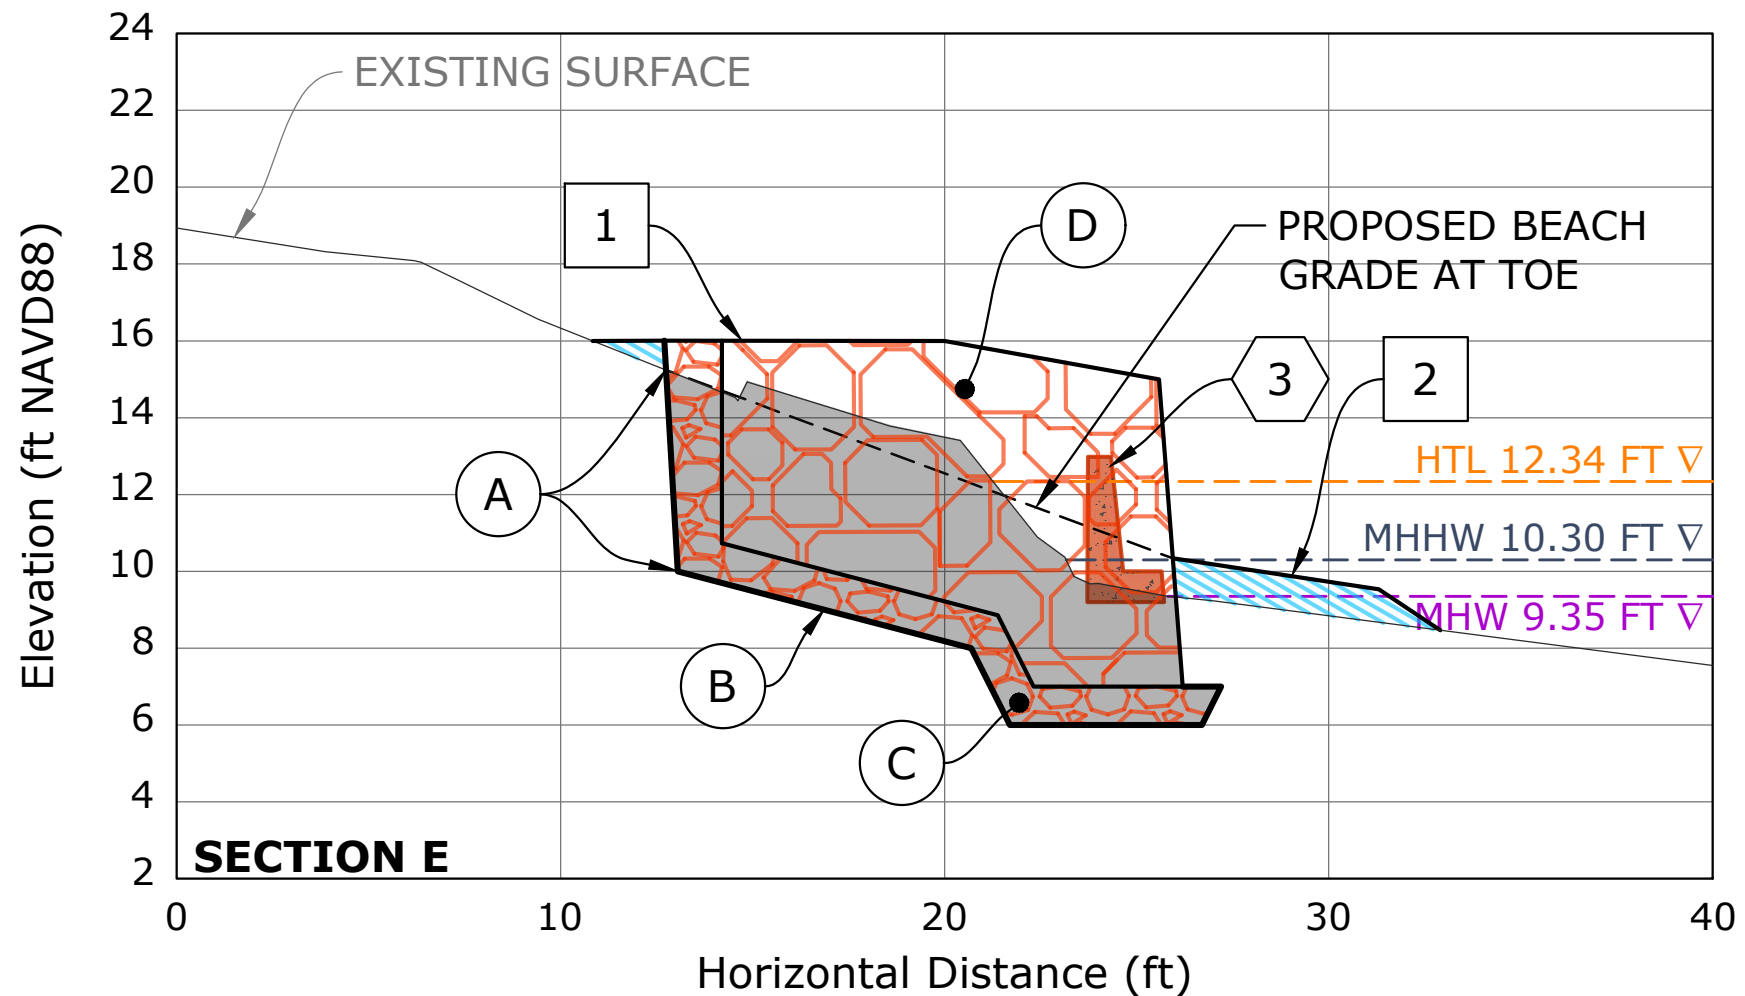 24
22
20
18
16
14
12
10
8
6
4
2
Elevation (ft NAVD88)
EXISTING SURFACE
1
D
PROPOSED BEACH
GRADE AT TOE
3
2
A
HTL 12.34 FT ∇
MHHW 10.30 FT ∇
MHW 9.35 FT ∇
B
C
SECTION E
0 10 20 30 40
Horizontal Distance (ft)